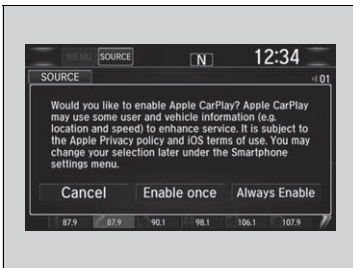 MENU SOURCE N 12:34
SOURCE 01
Would you like to enable Apple CarPlay? Apple CarPlay
may use some user and vehicle information (e.g.
location and speed) to enhance service. It is subject to
the Apple Privacy policy and iOS terms of use. You may
change your selection later under the Smartphone
settings menu.
Cancel Enable once Always Enable
87.9 87.9 90.1 98.1 106.1 107.9